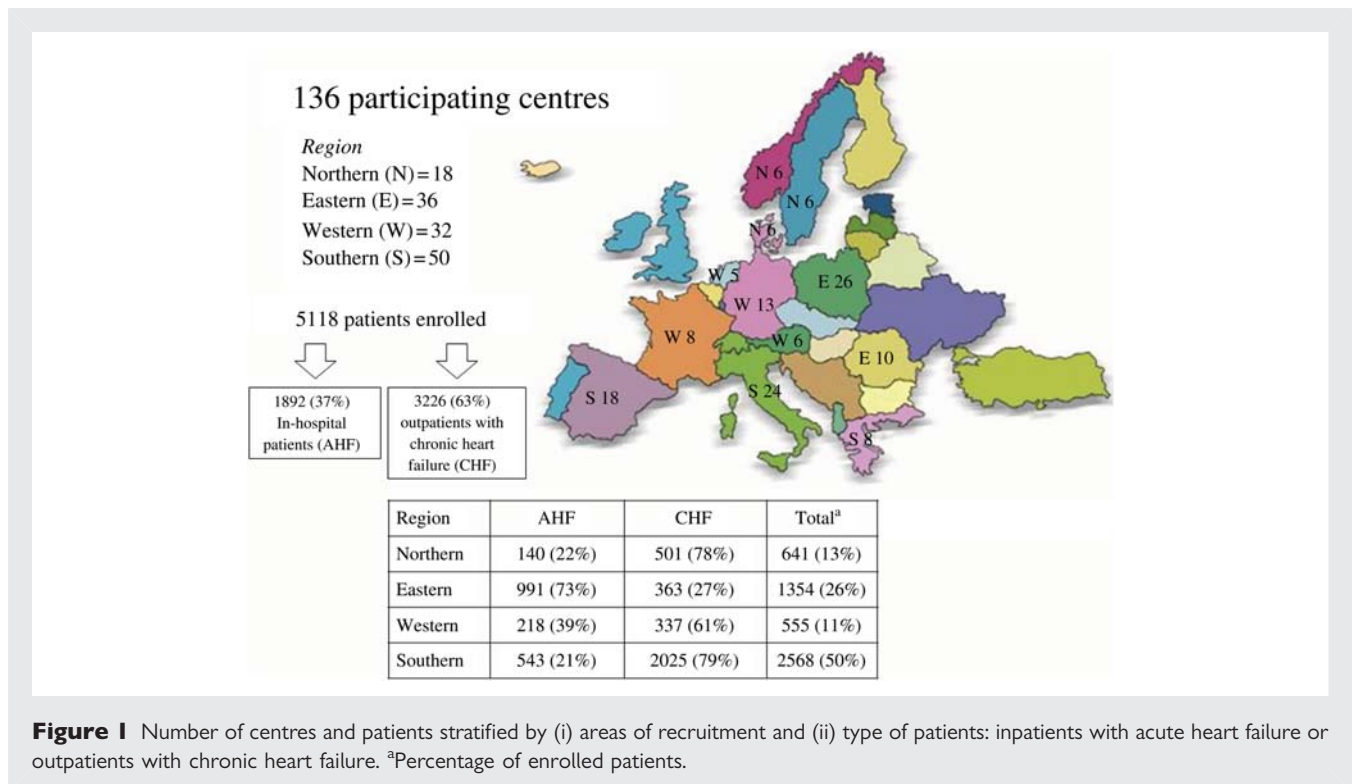 136 participating centres
Region
Northern (N)=18
Eastern (E)=36
Western (W)=32
Southern (S)=50
5118 patients enrolled
1892 (37%)
In-hospital
patients (AHF)
3226 (63%)
outpatients with
chronic heart
failure (CHF)
N 6
N 6
N 6
W 5
W 13
E 26
W 8
W 6
E 10
S 18
S 24
S 8
Region AHF CHF Totalᵃ
Northern 140 (22%) 501 (78%) 641 (13%)
Eastern 991 (73%) 363 (27%) 1354 (26%)
Western 218 (39%) 337 (61%) 555 (11%)
Southern 543 (21%) 2025 (79%) 2568 (50%)
Figure 1 Number of centres and patients stratified by (i) areas of recruitment and (ii) type of patients: inpatients with acute heart failure or
outpatients with chronic heart failure. ᵃPercentage of enrolled patients.